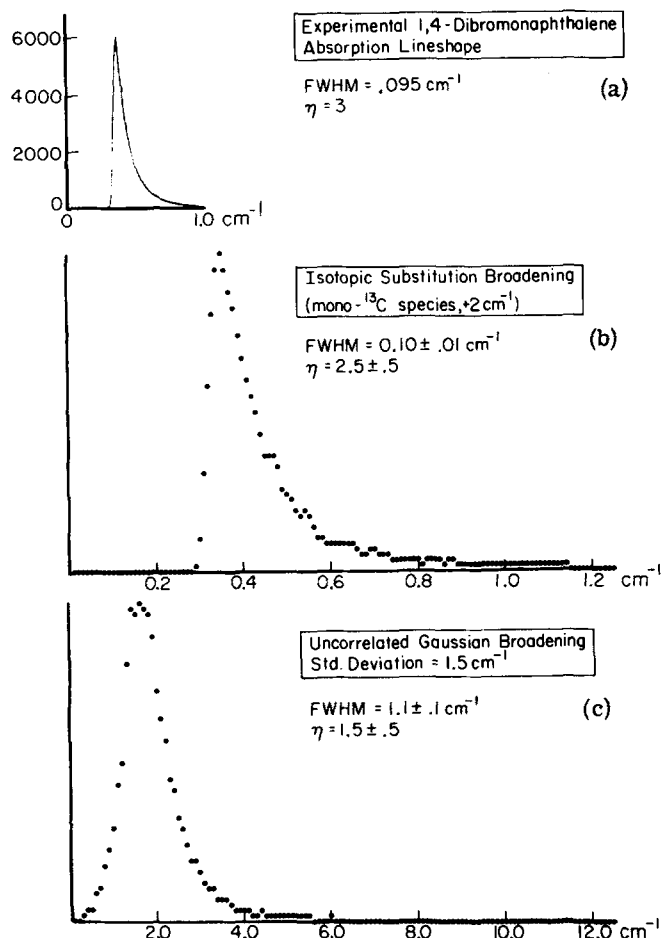 Experimental 1,4-Dibromonaphthalene
Absorption Lineshape
FWHM = .095 cm⁻¹
η = 3
(a)
6000
4000
2000
0
0
1.0 cm⁻¹
Isotopic Substitution Broadening
(mono-¹³C species,+2 cm⁻¹)
FWHM = 0.10 ± .01 cm⁻¹
η = 2.5 ± .5
(b)
0.2
0.4
0.6
0.8
1.0
1.2 cm⁻¹
Uncorrelated Gaussian Broadening
Std. Deviation = 1.5 cm⁻¹
FWHM = 1.1 ± .1 cm⁻¹
η = 1.5 ± .5
(c)
2.0
4.0
6.0
8.0
10.0
12.0 cm⁻¹